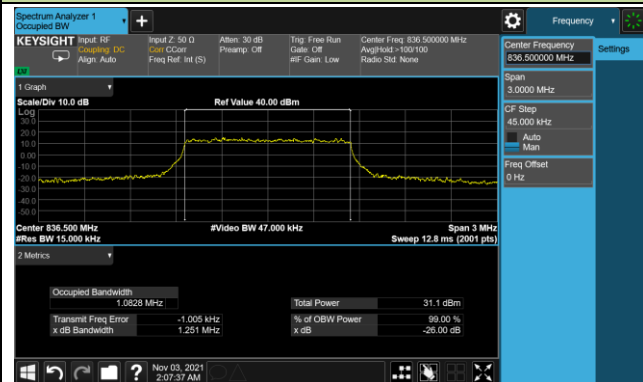 Spectrum Analyzer 1
Occupied BW
Frequency
KEYSIGHT
Input: RF
Coupling: DC
Align: Auto
Input Z: 50 Ω
Corr CCorr
Freq Ref: Int (S)
Atten: 30 dB
Preamp: Off
Trig: Free Run
Gate: Off
#IF Gain: Low
Center Freq: 836.500000 MHz
Avg|Hold:>100/100
Radio Std: None
Center Frequency
836.500000 MHz
Settings
Span
3.0000 MHz
CF Step
45.000 kHz
Auto
Man
Freq Offset
0 Hz
1 Graph
Scale/Div 10.0 dB
Ref Value 40.00 dBm
Log
30.0
20.0
10.0
0.00
-10.0
-20.0
-30.0
-40.0
-50.0
Center 836.500 MHz
#Video BW 47.000 kHz
Span 3 MHz
#Res BW 15.000 kHz
Sweep 12.8 ms (2001 pts)
2 Metrics
Occupied Bandwidth
1.0828 MHz
Total Power
31.1 dBm
Transmit Freq Error
-1.005 kHz
% of OBW Power
99.00 %
x dB Bandwidth
1.251 MHz
x dB
-26.00 dB
Nov 03, 2021
2:07:37 AM